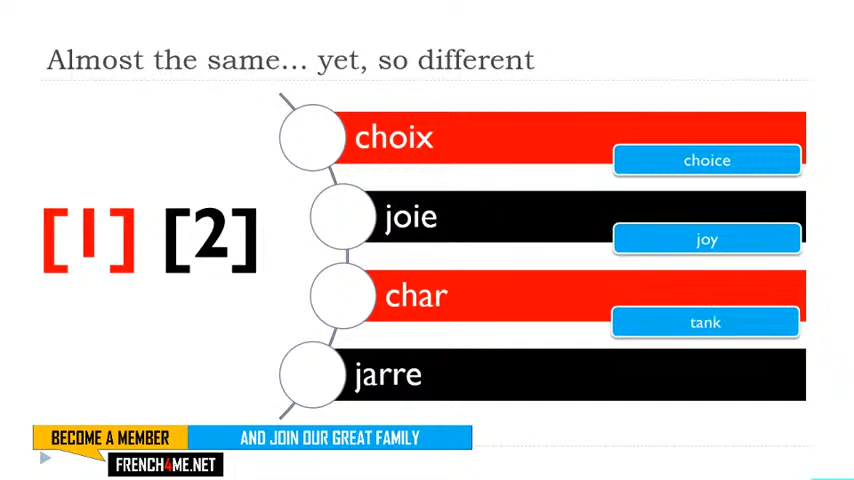 Almost the same... yet, so different
[1] [2]
choix
choice
joie
joy
char
tank
jarre
BECOME A MEMBER
AND JOIN OUR GREAT FAMILY
FRENCH4ME.NET